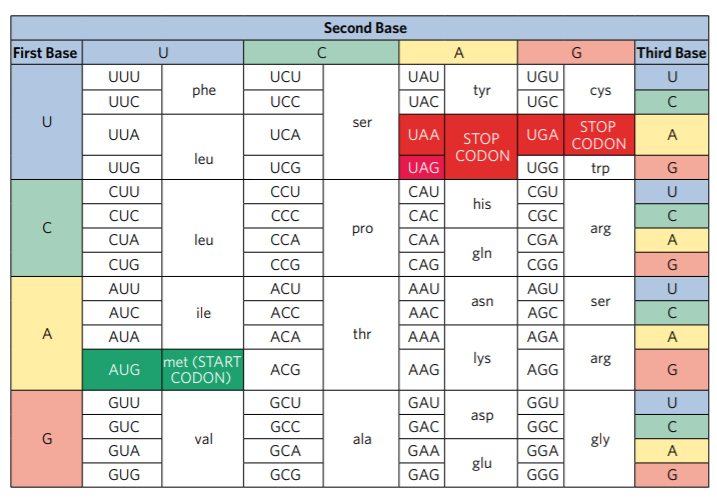 Second Base
First Base U C A G Third Base
U UUU phe UCU ser UAU tyr UGU cys U
UUC UCC UAC UGC C
UUA leu UCA UAA STOP CODON UGA STOP CODON A
UUG UCG UAG UGG trp G
C CUU leu CCU pro CAU his CGU arg U
CUC CCC CAC CGC C
CUA CCA CAA gln CGA A
CUG CCG CAG CGG G
A AUU ile ACU thr AAU asn AGU ser U
AUC ACC AAC AGC C
AUA ACA AAA lys AGA arg A
AUG met (START CODON) ACG AAG AGG G
G GUU val GCU ala GAU asp GGU gly U
GUC GCC GAC GGC C
GUA GCA GAA glu GGA A
GUG GCG GAG GGG G